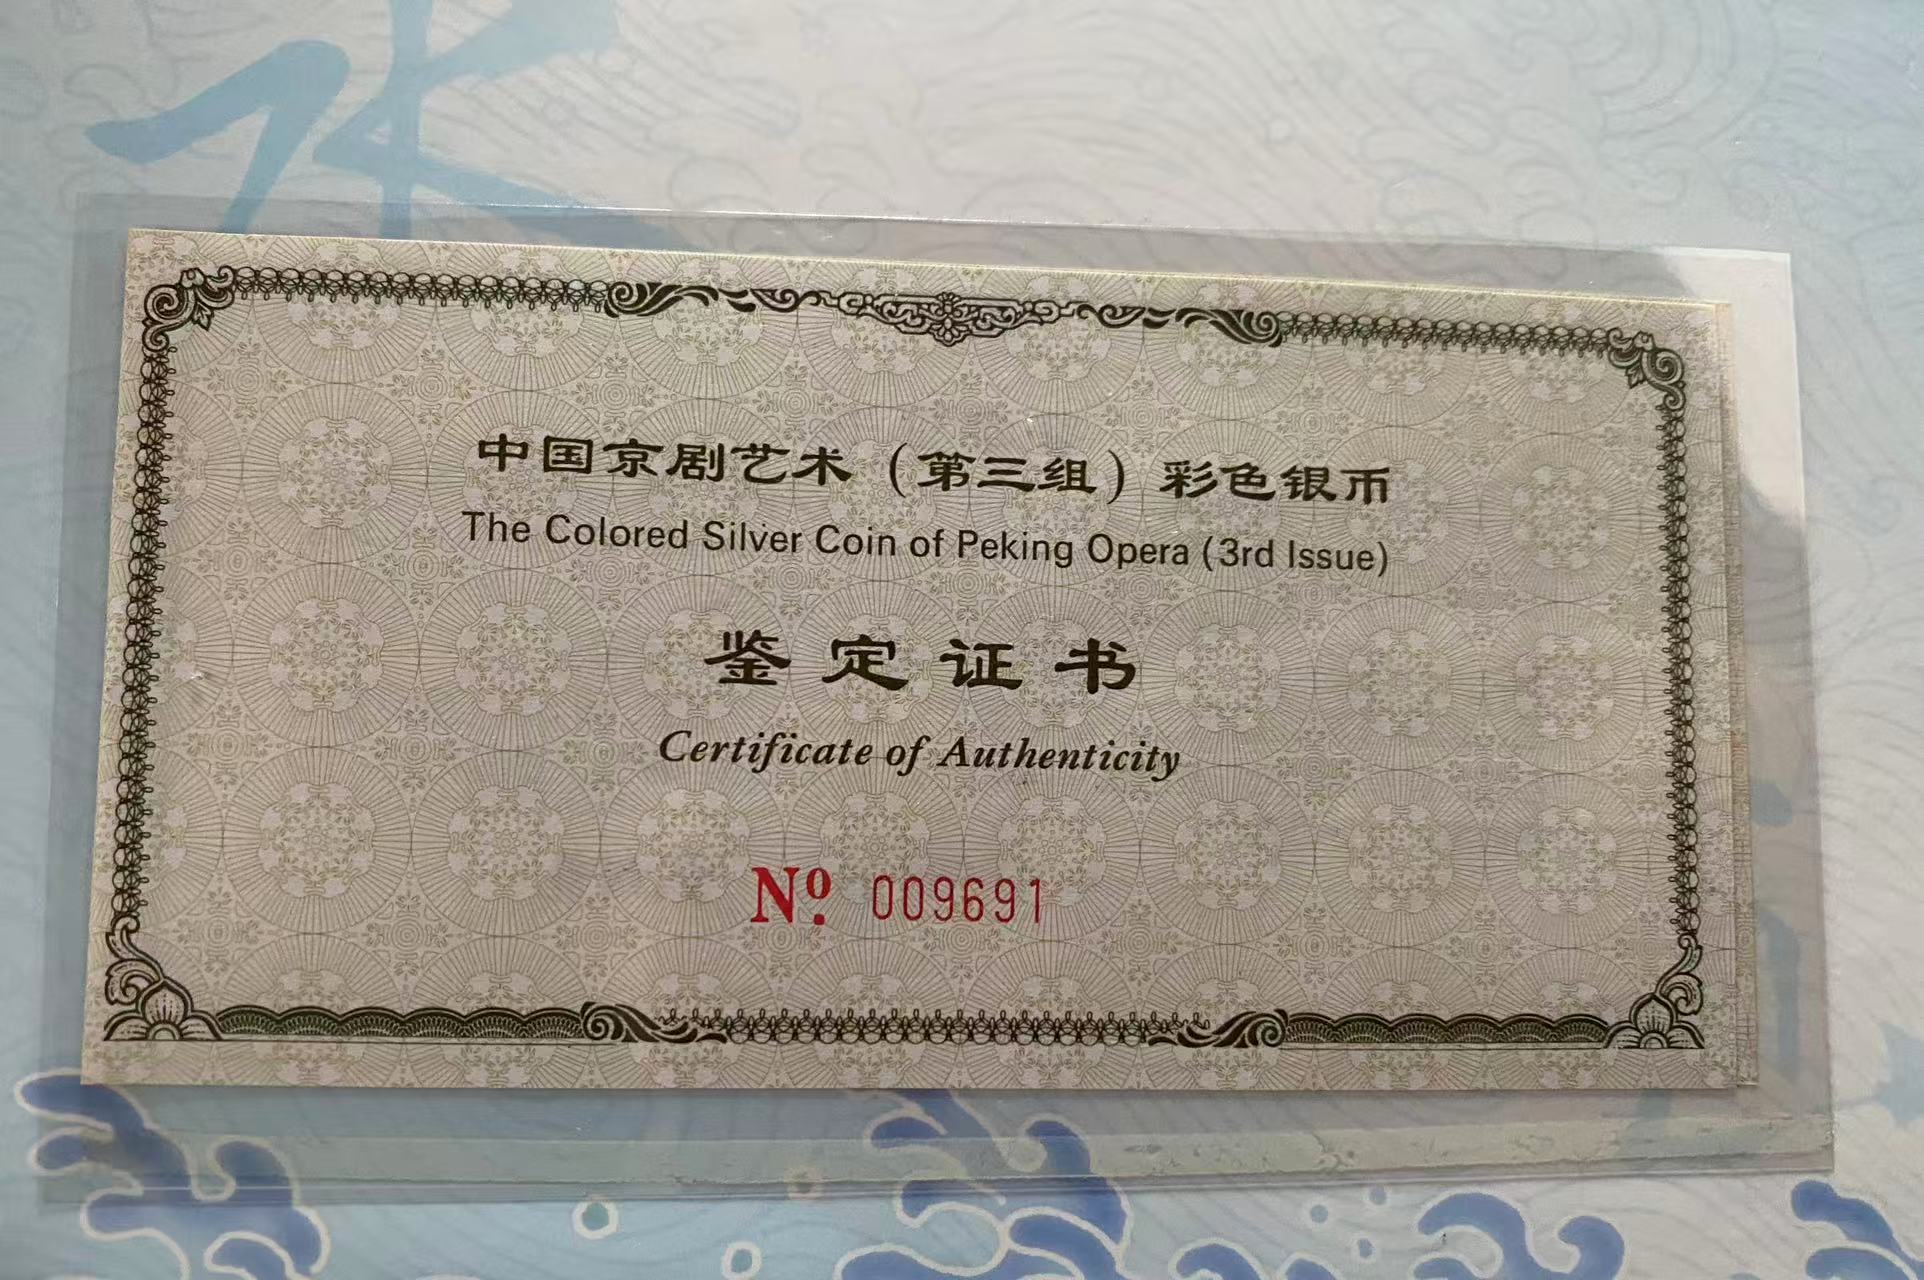 水
中国京剧艺术（第三组）彩色银币
The Colored Silver Coin of Peking Opera (3rd Issue)
鉴定证书
Certificate of Authenticity
Nº. 009691